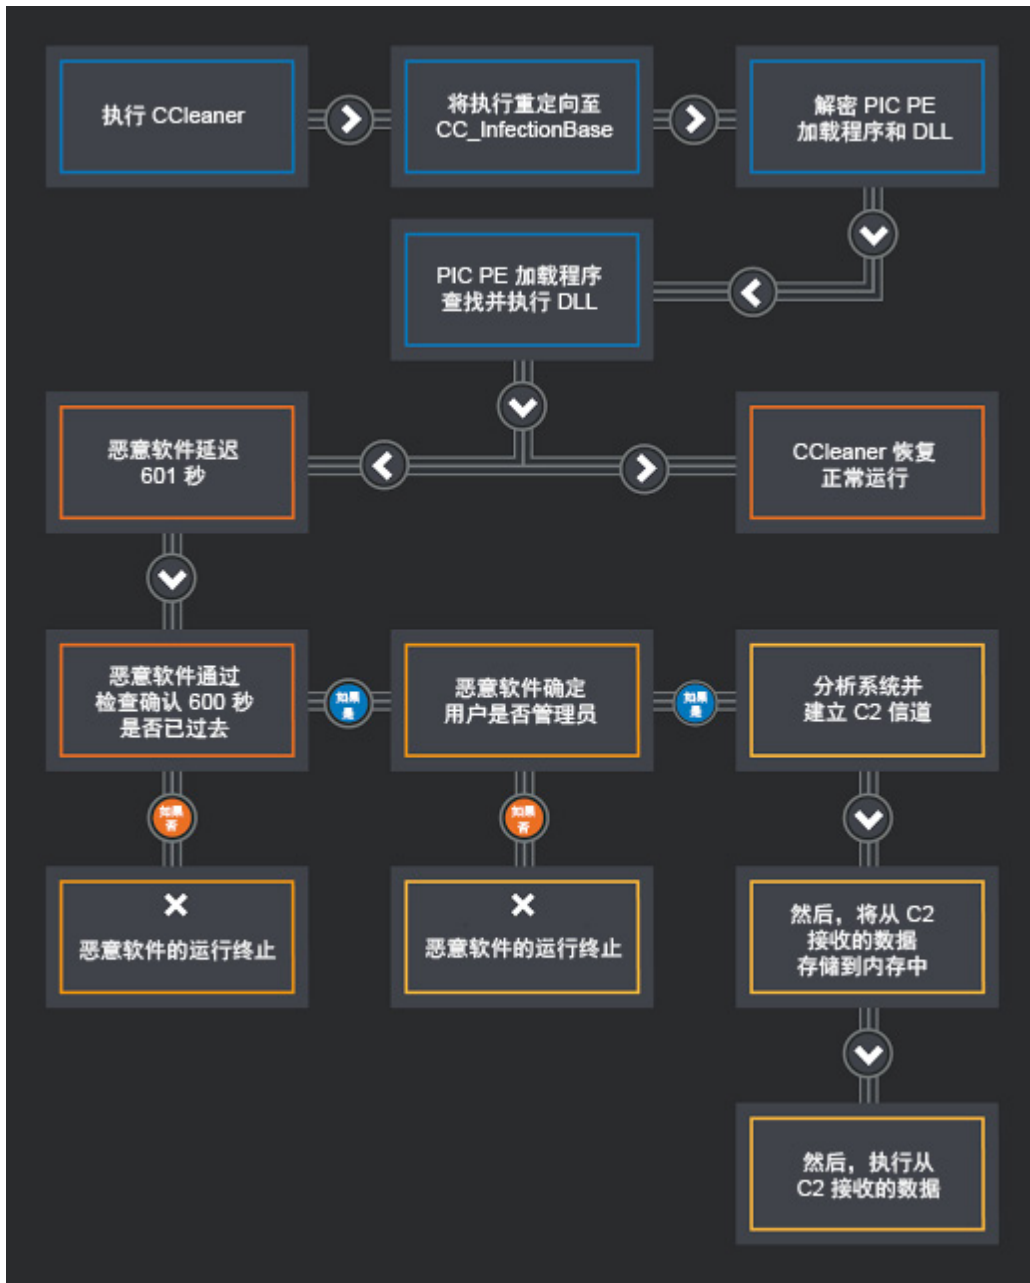 执行 CCleaner
将执行重定向至
CC_InfectionBase
解密 PIC PE
加载程序和 DLL
PIC PE 加载程序
查找并执行 DLL
恶意软件延迟
601 秒
CCleaner 恢复
正常运行
恶意软件通过
检查确认 600 秒
是否已过去
如果
是
恶意软件确定
用户是否管理员
如果
是
分析系统并
建立 C2 信道
如果
否
如果
否
恶意软件的运行终止
恶意软件的运行终止
然后，将从 C2
接收的数据
存储到内存中
然后，执行从
C2 接收的数据